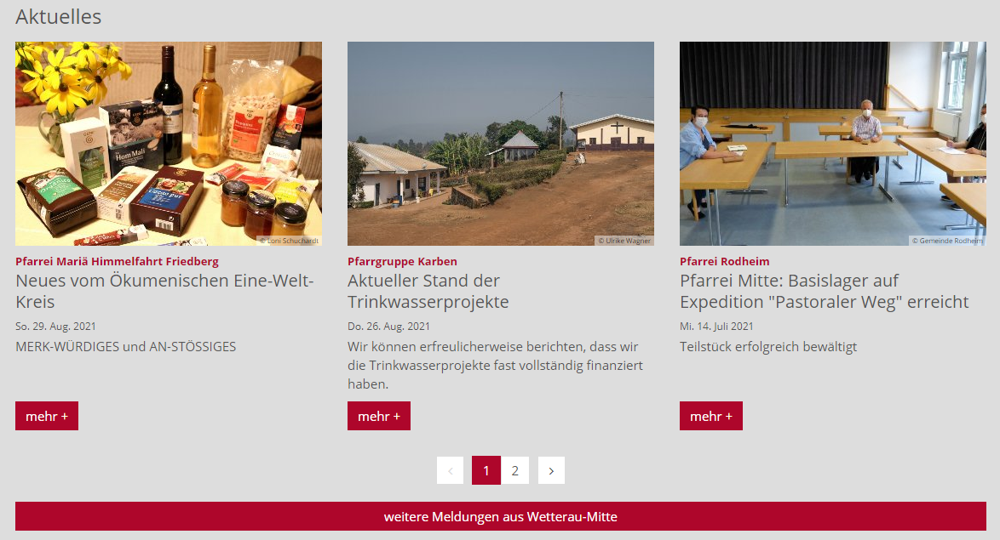 Aktuelles
HomMali
Cacao pur
© Loni Schuchardt
© Ulrike Wagner
© Gemeinde Rodheim
Pfarrei Mariä Himmelfahrt Friedberg
Neues vom Ökumenischen Eine-Welt-
Kreis
So. 29. Aug. 2021
MERK-WÜRDIGES und AN-STÖSSIGES
mehr +
Pfarrgruppe Karben
Aktueller Stand der
Trinkwasserprojekte
Do. 26. Aug. 2021
Wir können erfreulicherweise berichten, dass wir
die Trinkwasserprojekte fast vollständig finanziert
haben.
mehr +
Pfarrei Rodheim
Pfarrei Mitte: Basislager auf
Expedition "Pastoraler Weg" erreicht
Mi. 14. Juli 2021
Teilstück erfolgreich bewältigt
mehr +
‹ 1 2 ›
weitere Meldungen aus Wetterau-Mitte